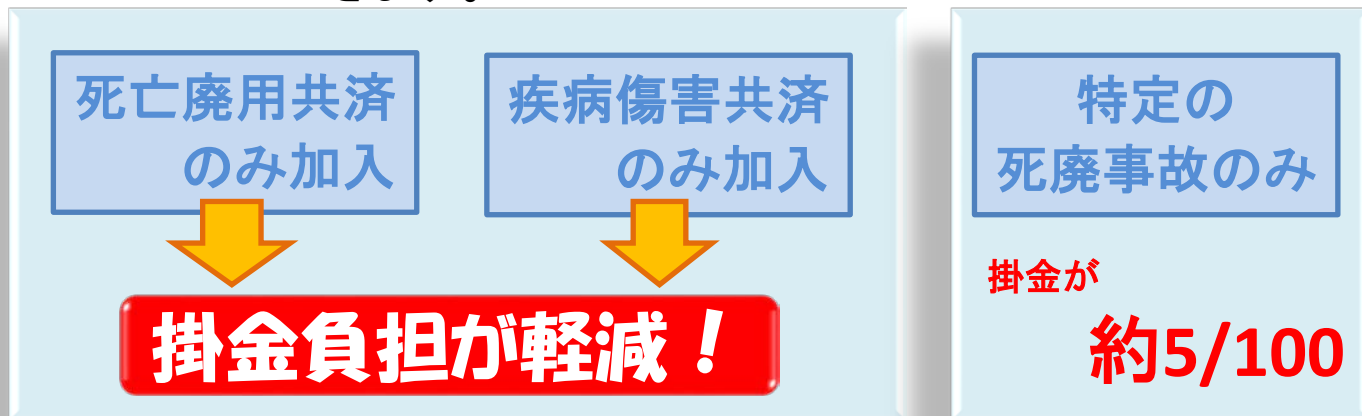 死亡廃用共済
のみ加入
疾病傷害共済
のみ加入
掛金負担が軽減！
特定の
死廃事故のみ
掛金が
約5/100